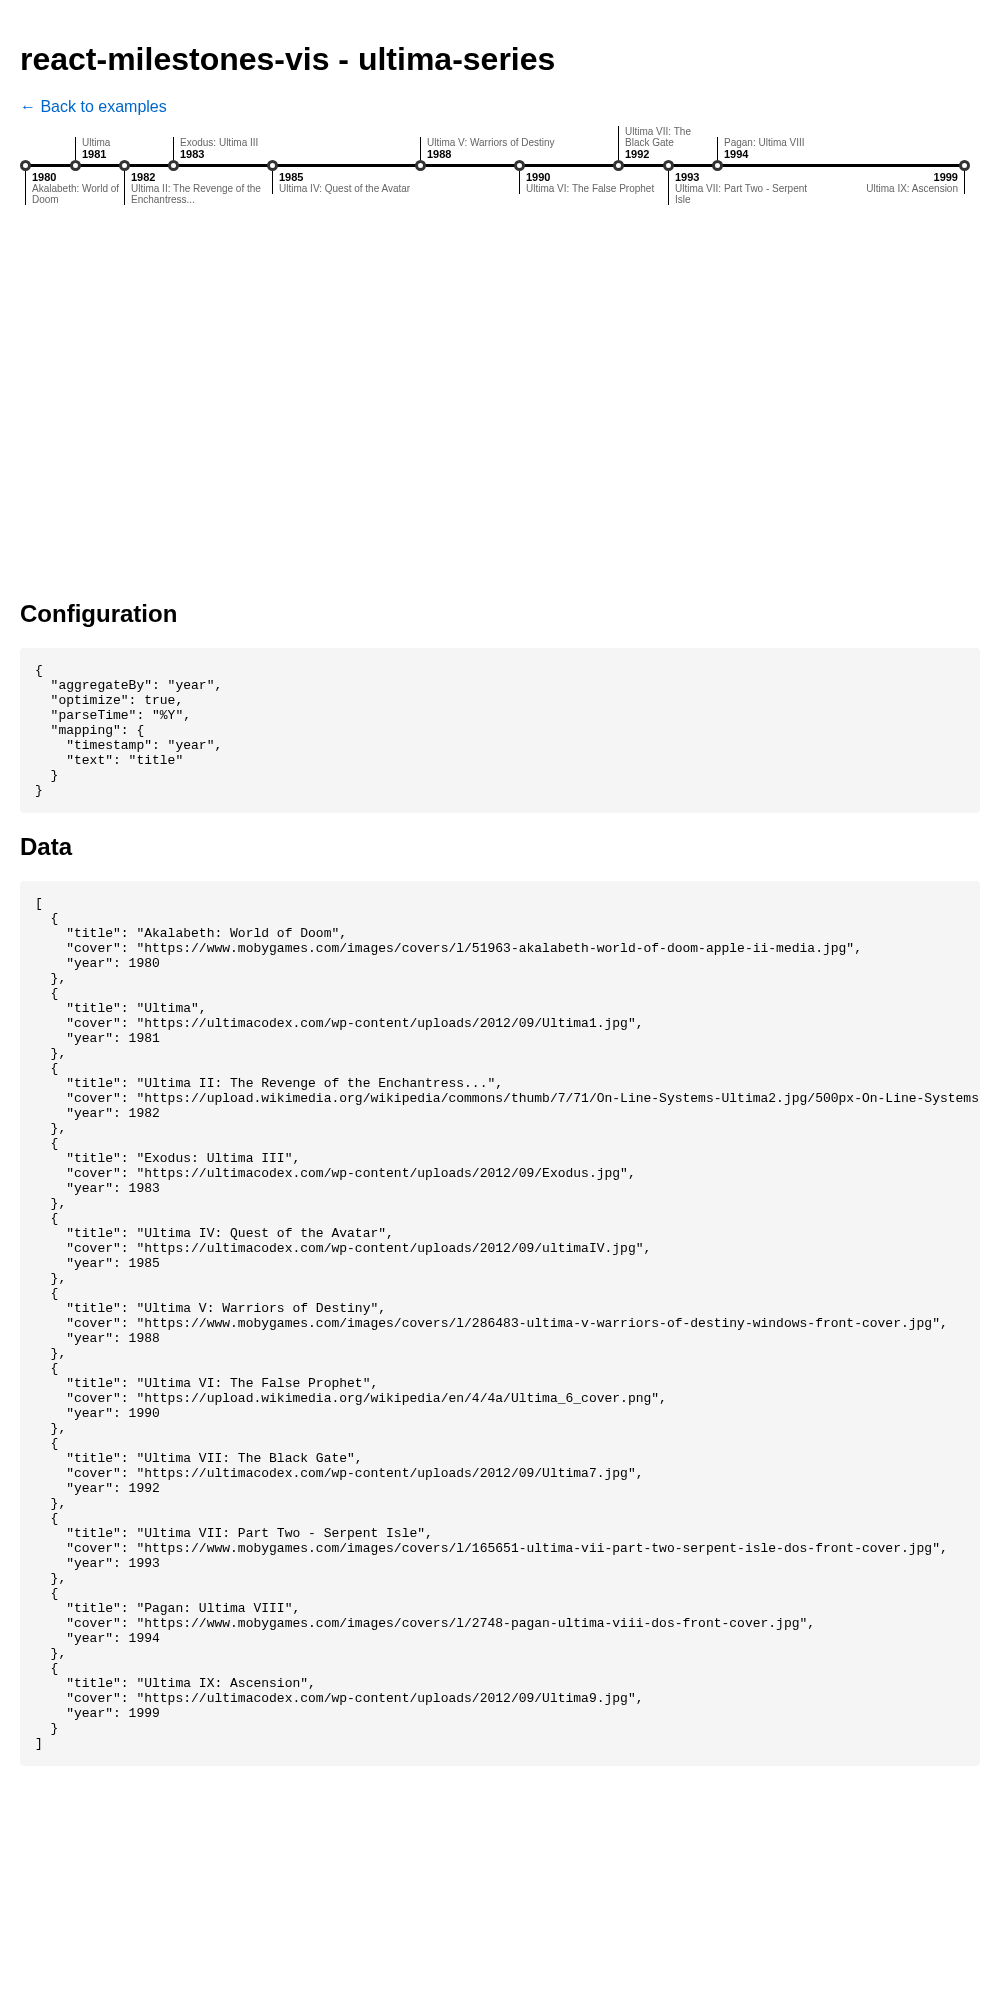 react-milestones-vis - ultima-series
← Back to examples
Ultima
1981
Exodus: Ultima III
1983
Ultima V: Warriors of Destiny
1988
Ultima VII: The
Black Gate
1992
Pagan: Ultima VIII
1994
1980
Akalabeth: World of
Doom
1982
Ultima II: The Revenge of the
Enchantress...
1985
Ultima IV: Quest of the Avatar
1990
Ultima VI: The False Prophet
1993
Ultima VII: Part Two - Serpent
Isle
1999
Ultima IX: Ascension
Configuration
{
  "aggregateBy": "year",
  "optimize": true,
  "parseTime": "%Y",
  "mapping": {
    "timestamp": "year",
    "text": "title"
  }
}
Data
[
  {
    "title": "Akalabeth: World of Doom",
    "cover": "https://www.mobygames.com/images/covers/l/51963-akalabeth-world-of-doom-apple-ii-media.jpg",
    "year": 1980
  },
  {
    "title": "Ultima",
    "cover": "https://ultimacodex.com/wp-content/uploads/2012/09/Ultima1.jpg",
    "year": 1981
  },
  {
    "title": "Ultima II: The Revenge of the Enchantress...",
    "cover": "https://upload.wikimedia.org/wikipedia/commons/thumb/7/71/On-Line-Systems-Ultima2.jpg/500px-On-Line-Systems
    "year": 1982
  },
  {
    "title": "Exodus: Ultima III",
    "cover": "https://ultimacodex.com/wp-content/uploads/2012/09/Exodus.jpg",
    "year": 1983
  },
  {
    "title": "Ultima IV: Quest of the Avatar",
    "cover": "https://ultimacodex.com/wp-content/uploads/2012/09/ultimaIV.jpg",
    "year": 1985
  },
  {
    "title": "Ultima V: Warriors of Destiny",
    "cover": "https://www.mobygames.com/images/covers/l/286483-ultima-v-warriors-of-destiny-windows-front-cover.jpg",
    "year": 1988
  },
  {
    "title": "Ultima VI: The False Prophet",
    "cover": "https://upload.wikimedia.org/wikipedia/en/4/4a/Ultima_6_cover.png",
    "year": 1990
  },
  {
    "title": "Ultima VII: The Black Gate",
    "cover": "https://ultimacodex.com/wp-content/uploads/2012/09/Ultima7.jpg",
    "year": 1992
  },
  {
    "title": "Ultima VII: Part Two - Serpent Isle",
    "cover": "https://www.mobygames.com/images/covers/l/165651-ultima-vii-part-two-serpent-isle-dos-front-cover.jpg",
    "year": 1993
  },
  {
    "title": "Pagan: Ultima VIII",
    "cover": "https://www.mobygames.com/images/covers/l/2748-pagan-ultima-viii-dos-front-cover.jpg",
    "year": 1994
  },
  {
    "title": "Ultima IX: Ascension",
    "cover": "https://ultimacodex.com/wp-content/uploads/2012/09/Ultima9.jpg",
    "year": 1999
  }
]